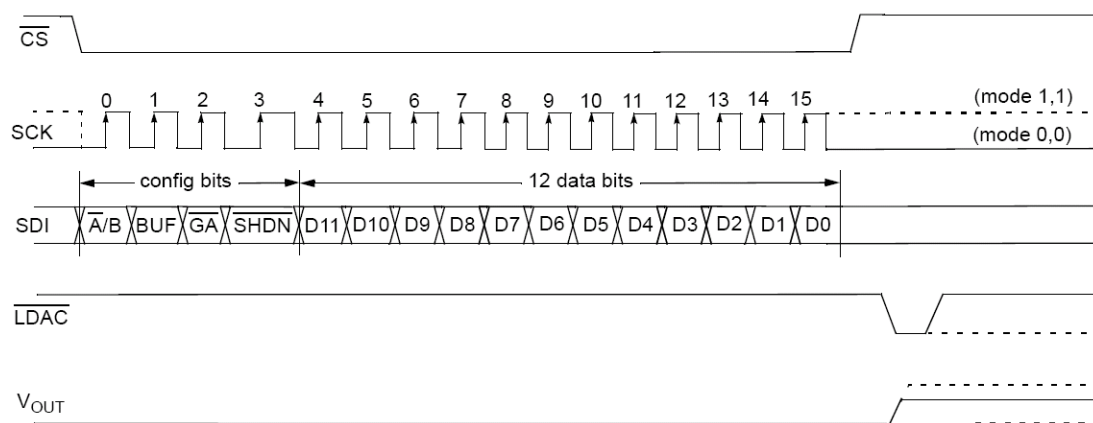 CS
0 1 2 3 4 5 6 7 8 9 10 11 12 13 14 15
(mode 1,1)
SCK
(mode 0,0)
config bits
12 data bits
SDI
A/B BUF GA SHDN D11 D10 D9 D8 D7 D6 D5 D4 D3 D2 D1 D0
LDAC
VOUT